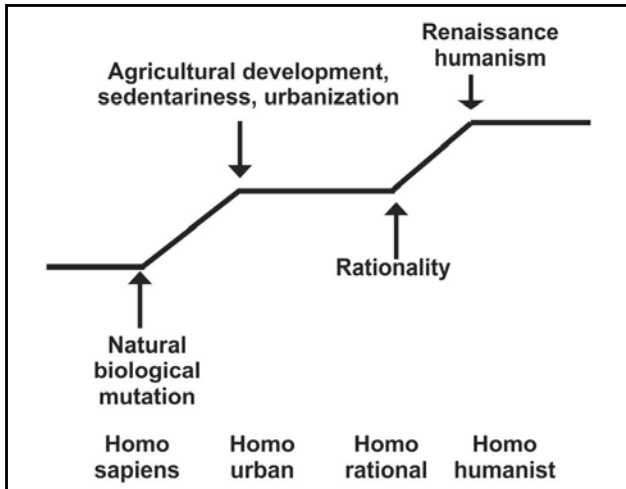 Renaissance
humanism
Agricultural development,
sedentariness, urbanization
Rationality
Natural
biological
mutation
Homo
sapiens
Homo
urban
Homo
rational
Homo
humanist